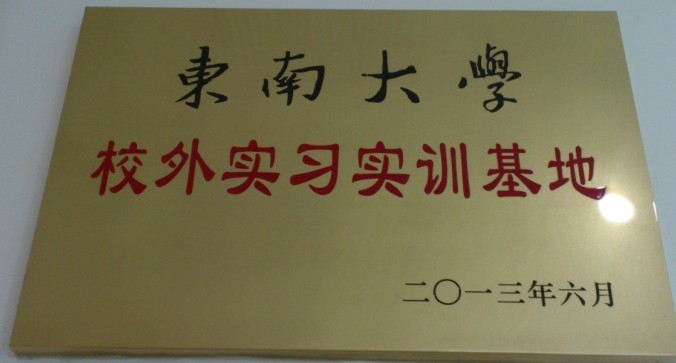 東南大學
校外实习实训基地
二〇一三年六月